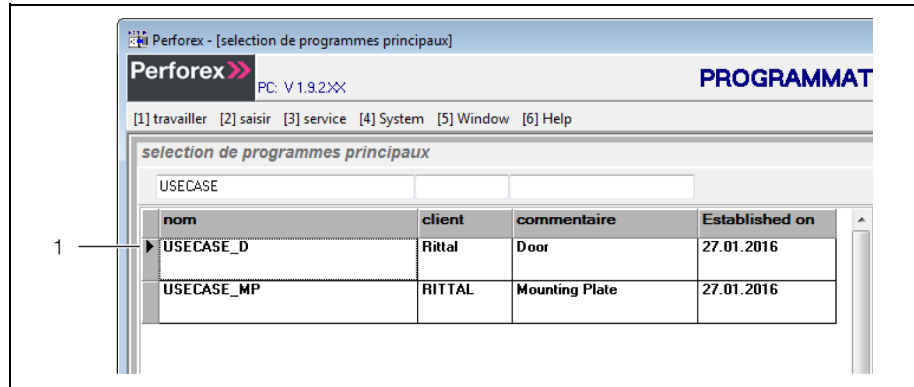 Perforex - [selection de programmes principaux]
Perforex
PC: V 1.9.2.XX
PROGRAMMAT
[1] travailler [2] saisir [3] service [4] System [5] Window [6] Help
selection de programmes principaux
USECASE
nom client commentaire Established on
1
USECASE_D Rittal Door 27.01.2016
USECASE_MP RITTAL Mounting Plate 27.01.2016